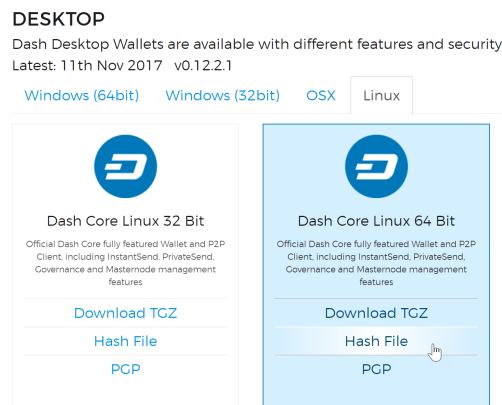 DESKTOP
Dash Desktop Wallets are available with different features and security
Latest: 11th Nov 2017 v0.12.2.1
Windows (64bit) Windows (32bit) OSX Linux
Dash Core Linux 32 Bit
Official Dash Core fully featured Wallet and P2P
Client, including InstantSend, PrivateSend,
Governance and Masternode management
features
Download TGZ
Hash File
PGP
Dash Core Linux 64 Bit
Official Dash Core fully featured Wallet and P2P
Client, including InstantSend, PrivateSend,
Governance and Masternode management
features
Download TGZ
Hash File
PGP